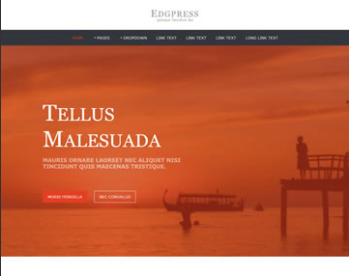 EDGPRESS
HOME + PAGES + DROPDOWN LINK TEXT LINK TEXT LINK TEXT LONG LINK TEXT
TELLUS
MALESUADA
MAURIS ORNARE LAOREET NEC ALIQUET NISI
TINCIDUNT QUIS MAECENAS TRISTIQUE.
MORBI FRINGILLA NEC CONVALLIS